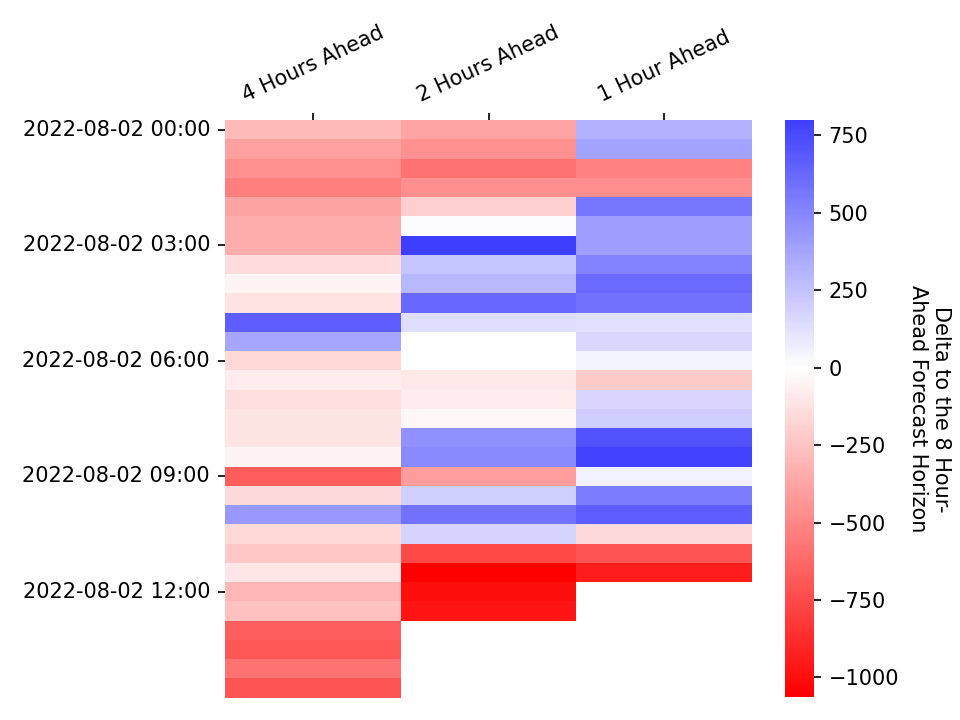 4 Hours Ahead
2 Hours Ahead
1 Hour Ahead
2022-08-02 00:00
2022-08-02 03:00
2022-08-02 06:00
2022-08-02 09:00
2022-08-02 12:00
750
500
250
0
−250
−500
−750
−1000
Delta to the 8 Hour-
Ahead Forecast Horizon